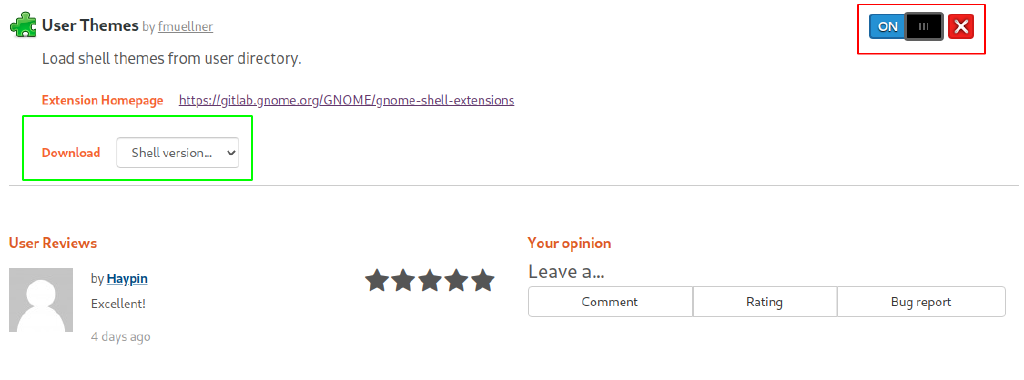 User Themes by fmuellner
ON
Load shell themes from user directory.
Extension Homepage https://gitlab.gnome.org/GNOME/gnome-shell-extensions
Download Shell version...
User Reviews
by Haypin
Excellent!
4 days ago
Your opinion
Leave a...
Comment Rating Bug report